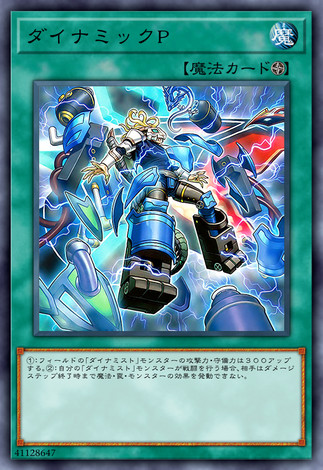 ダイナミックP
魔
【魔法カード】
①:フィールドの「ダイナミスト」モンスターの攻撃力・守備力は300アップ
する。②:自分の「ダイナミスト」モンスターが戦闘を行う場合、相手はダメージ
ステップ終了時まで魔法・罠・モンスターの効果を発動できない。
41128647